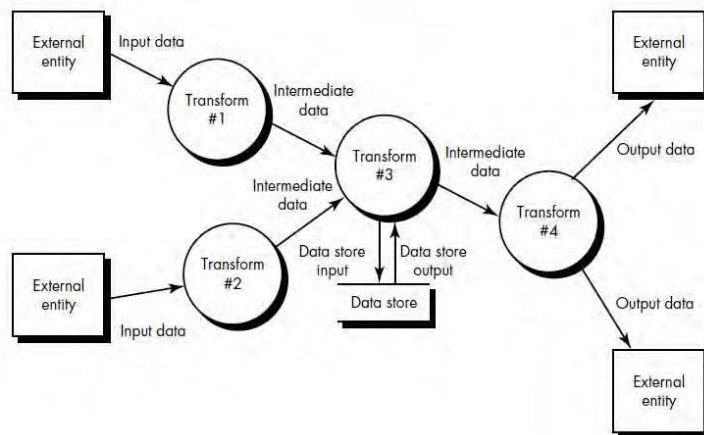 External
entity
Input data
Transform
#1
Intermediate
data
Transform
#3
Intermediate
data
Intermediate
data
External
entity
Output data
Transform
#4
External
entity
Input data
Transform
#2
Data store
input
Data store
output
Data store
Output data
External
entity